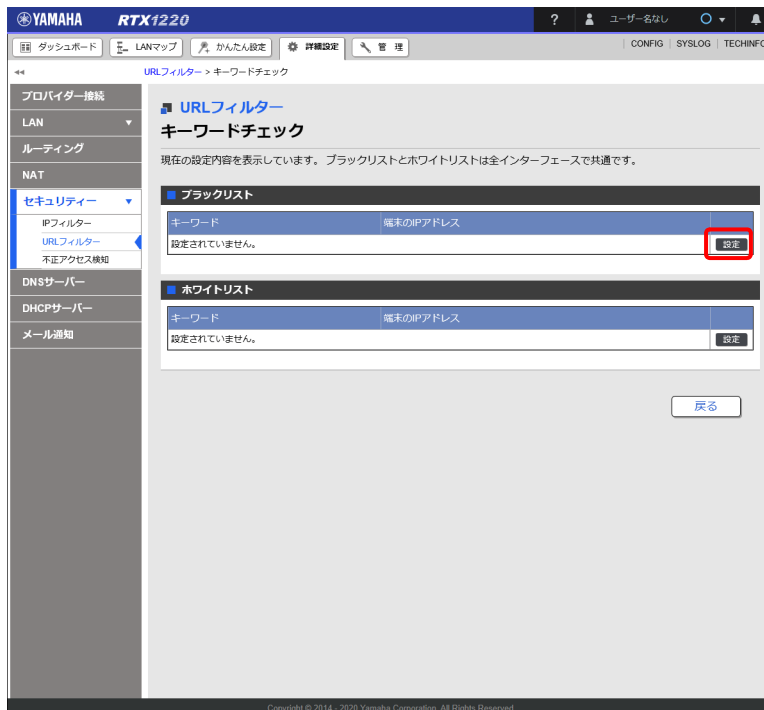 YAMAHA RTX1220 ? ユーザー名なし
ダッシュボード LANマップ かんたん設定 詳細設定 管 理 CONFIG SYSLOG TECHINFO
URLフィルター > キーワードチェック
プロバイダー接続
LAN
ルーティング
NAT
セキュリティー
IPフィルター
URLフィルター
不正アクセス検知
DNSサーバー
DHCPサーバー
メール通知
URLフィルター
キーワードチェック
現在の設定内容を表示しています。 ブラックリストとホワイトリストは全インターフェースで共通です。
ブラックリスト
キーワード 端末のIPアドレス
設定されていません。 設定
ホワイトリスト
キーワード 端末のIPアドレス
設定されていません。 設定
戻る
Copyright © 2014 - 2020 Yamaha Corporation. All Rights Reserved.